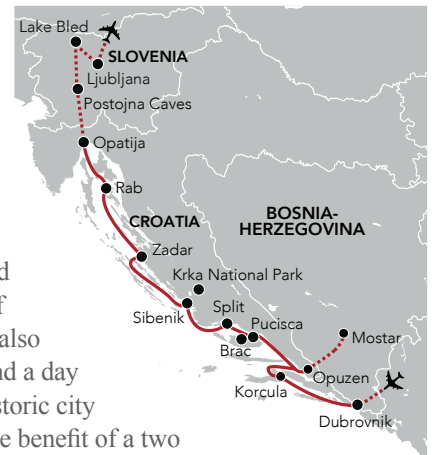 Lake Bled
SLOVENIA
Ljubljana
Postojna Caves
Opatija
Rab
CROATIA
BOSNIA-
HERZEGOVINA
Zadar
Krka National Park
Sibenik
Split
Pucisca
Brac
Mostar
Opuzen
Korcula
Dubrovnik
d
f
also
nd a day
storic city
e benefit of a two